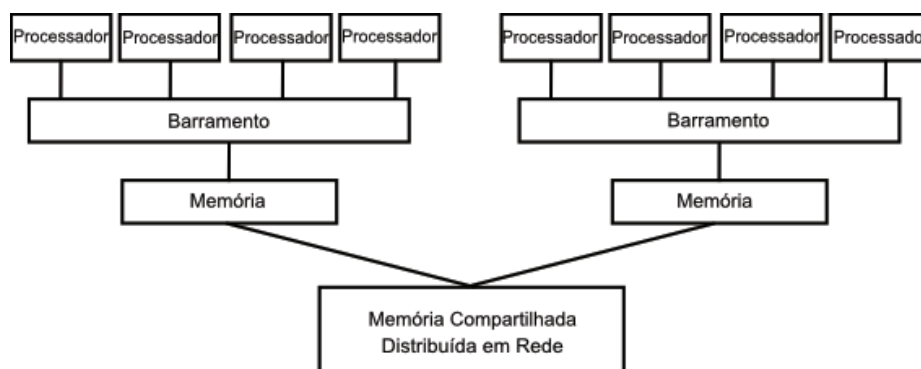 Processador Processador Processador Processador Processador Processador Processador Processado
Barramento Barramento
Memória Memória
Memória Compartilhada
Distribuída em Rede